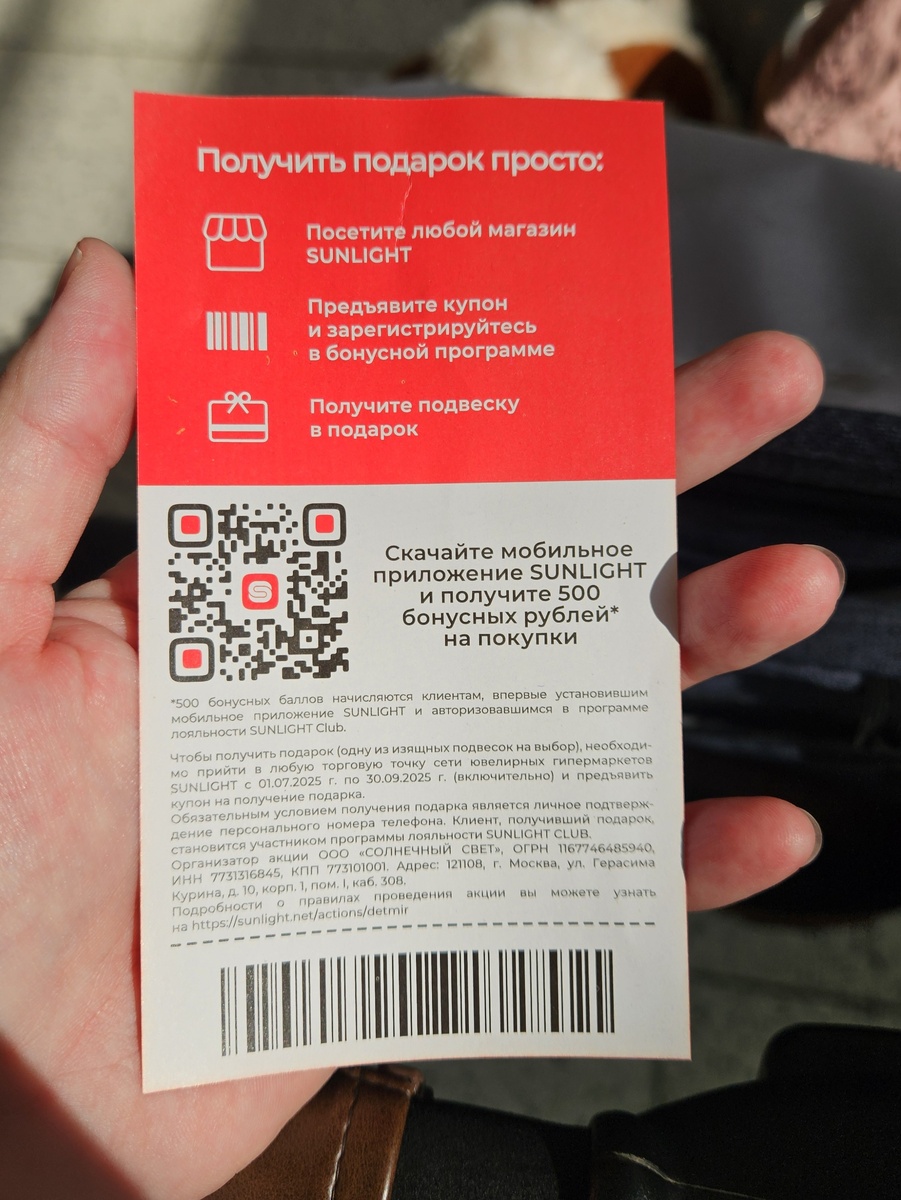 Получить подарок просто:
Посетите любой магазин
SUNLIGHT
Предъявите купон
и зарегистрируйтесь
в бонусной программе
Получите подвеску
в подарок
S
Скачайте мобильное
приложение SUNLIGHT
и получите 500
бонусных рублей*
на покупки
*500 бонусных баллов начисляются клиентам, впервые установившим
мобильное приложение SUNLIGHT и авторизовавшимся в программе
лояльности SUNLIGHT Club.
Чтобы получить подарок (одну из изящных подвесок на выбор), необходи-
мо прийти в любую торговую точку сети ювелирных гипермаркетов
SUNLIGHT с 01.07.2025 г. по 30.09.2025 г. (включительно) и предъявить
купон на получение подарка.
Обязательным условием получения подарка является личное подтверж-
дение персонального номера телефона. Клиент, получивший подарок,
становится участником программы лояльности SUNLIGHT CLUB.
Организатор акции ООО «СОЛНЕЧНЫЙ СВЕТ», ОГРН 1167746485940,
ИНН 7731316845, КПП 773101001. Адрес: 121108, г. Москва, ул. Герасима
Курина, д. 10, корп. 1, пом. I, каб. 308.
Подробности о правилах проведения акции вы можете узнать
на https://sunlight.net/actions/detmir